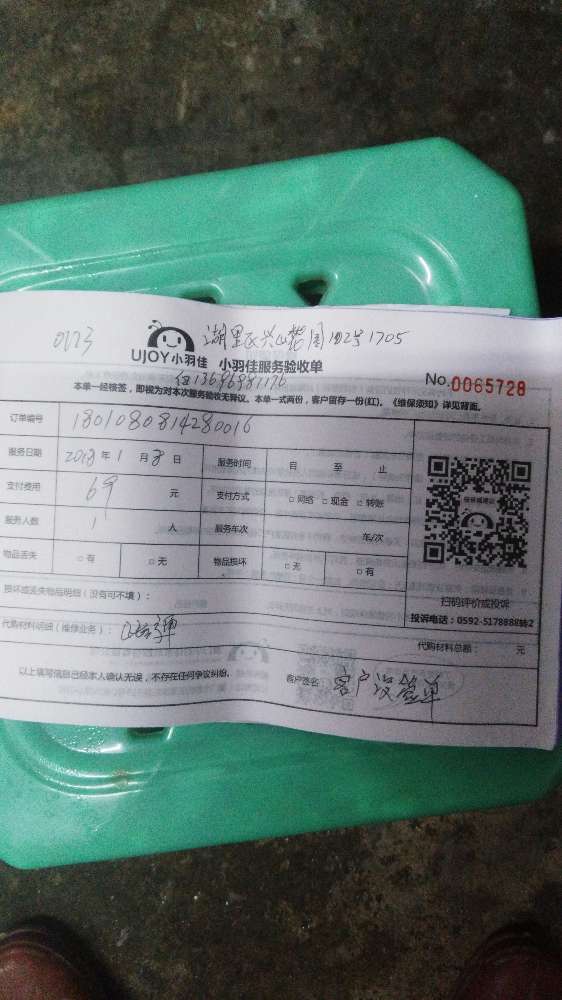 0123 湖里区兴山花园102号1705
UJOY小羽佳 小羽佳服务验收单
No.0065728
本单一经核签，即视为对本次服务验收无异议。本单一式两份，客户留存一份(红)。《维保须知》详见背面。
订单编号 1801080814280016
服务日期 2018年1月8日 服务时间 自 至 止
支付费用 69 元 支付方式 □网络 □现金 □转账
服务人数 1 人 服务车次 车/次
物品丢失 □有 □无 物品损坏 □无 □有
扫码评价或投诉
投诉电话：0592-5178888转2
损坏或丢失物品明细（没有可不填）：
代购材料明细（维修业务）： 代购材料总额： 元
以上填写信息已经本人确认无误，不存在任何争议纠纷。 客户签名 客户没签单